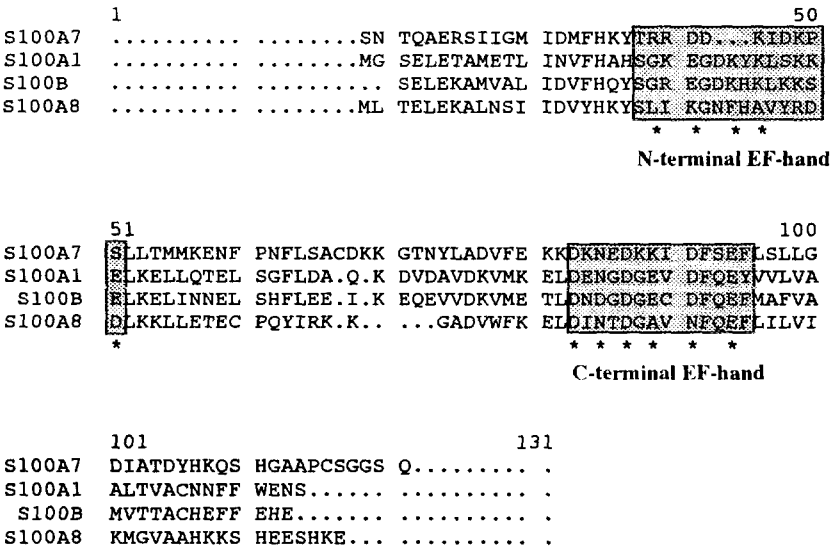 1 50
S100A7 .......... ........SN TQAERSIIGM IDMFHKYTRR DD...KIDKP
S100A1 .......... ........MG SELETAMETL INVFHAHSGK EGDKYKLSKK
S100B .......... .......... SELEKAMVAL IDVFHQYSGR EGDKHKLKKS
S100A8 .......... ........ML TELEKALNSI IDVYHKYSLI KGNFHAVYRD
* * * *
N-terminal EF-hand
51 100
S100A7 SLLTMMKENF PNFLSACDKK GTNYLADVFE KKDKNEDKKI DFSEFLSLLG
S100A1 ELKELLQTEL SGFLDA.Q.K DVDAVDKVMK ELDENGDGEV DFQEYVVLVA
S100B ELKELINNEL SHFLEE.I.K EQEVVDKVME TLDNDGDGEC DFQEFMAFVA
S100A8 DLKKLLETEC PQYIRK.K.. ...GADVWFK ELDINTDGAV NFQEFLILVI
* * * * * * *
C-terminal EF-hand
101 131
S100A7 DIATDYHKQS HGAAPCSGGS Q......... .
S100A1 ALTVACNNFF WENS...... .......... .
S100B MVTTACHEFF EHE....... .......... .
S100A8 KMGVAAHKKS HEESHKE... .......... .